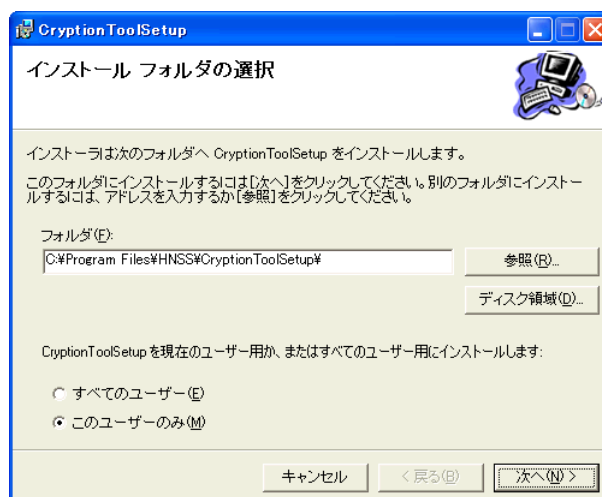 CryptionToolSetup
インストール フォルダの選択
インストーラは次のフォルダへ CryptionToolSetup をインストールします。
このフォルダにインストールするには[次へ]をクリックしてください。別のフォルダにインストー
ルするには、アドレスを入力するか[参照]をクリックしてください。
フォルダ(F):
C:¥Program Files¥HNSS¥CryptionToolSetup¥
参照(R)...
ディスク領域(D)...
CryptionToolSetup を現在のユーザー用か、またはすべてのユーザー用にインストールします:
すべてのユーザー(E)
このユーザーのみ(M)
キャンセル
< 戻る(B)
次へ(N) >